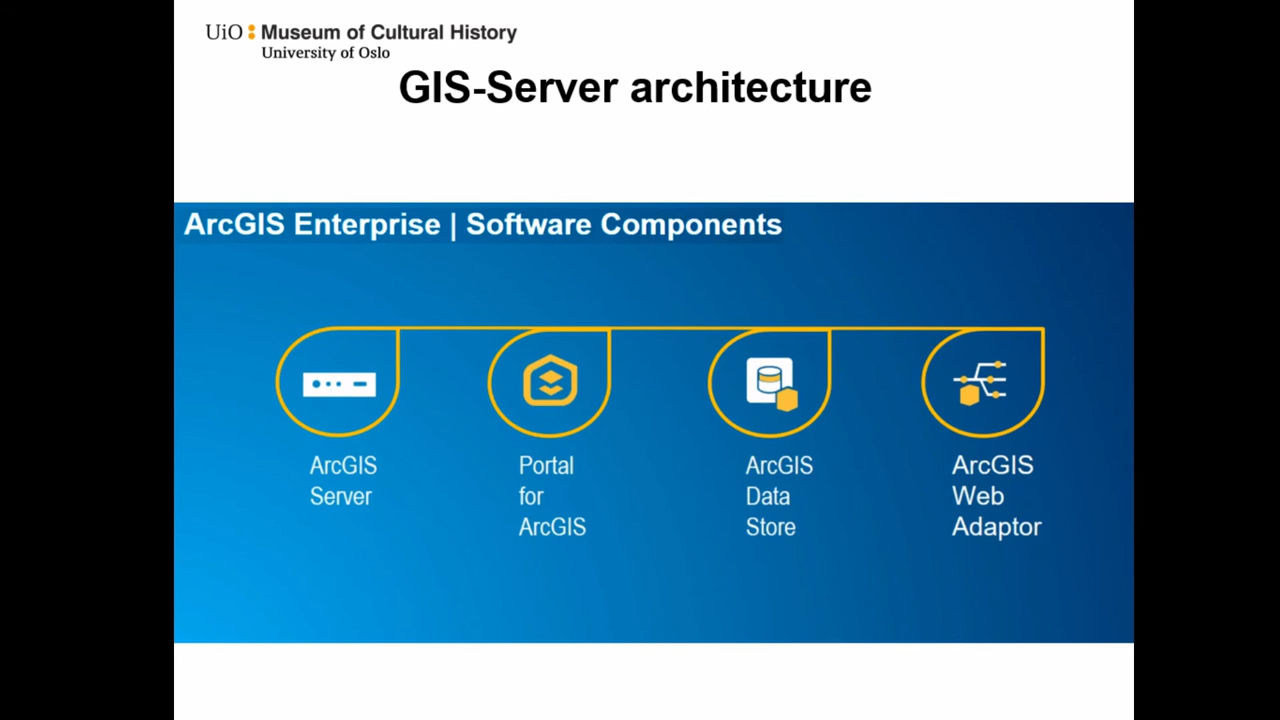 UiO Museum of Cultural History
University of Oslo
GIS-Server architecture
ArcGIS Enterprise | Software Components
ArcGIS
Server
Portal
for
ArcGIS
ArcGIS
Data
Store
ArcGIS
Web
Adaptor